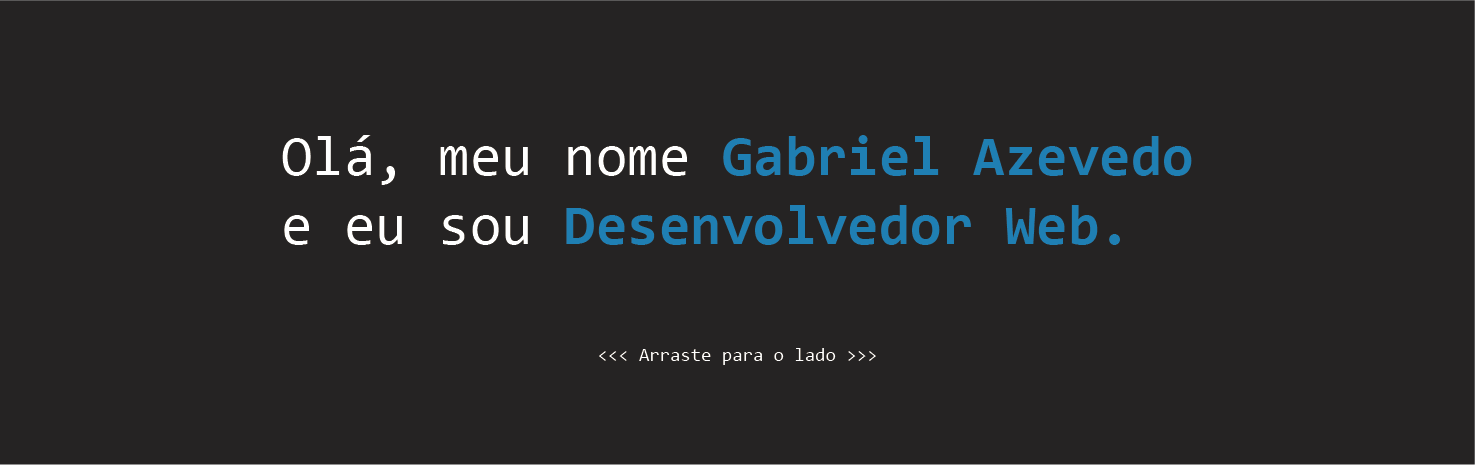 Olá, meu nome Gabriel Azevedo
e eu sou Desenvolvedor Web.
<<< Arraste para o lado >>>